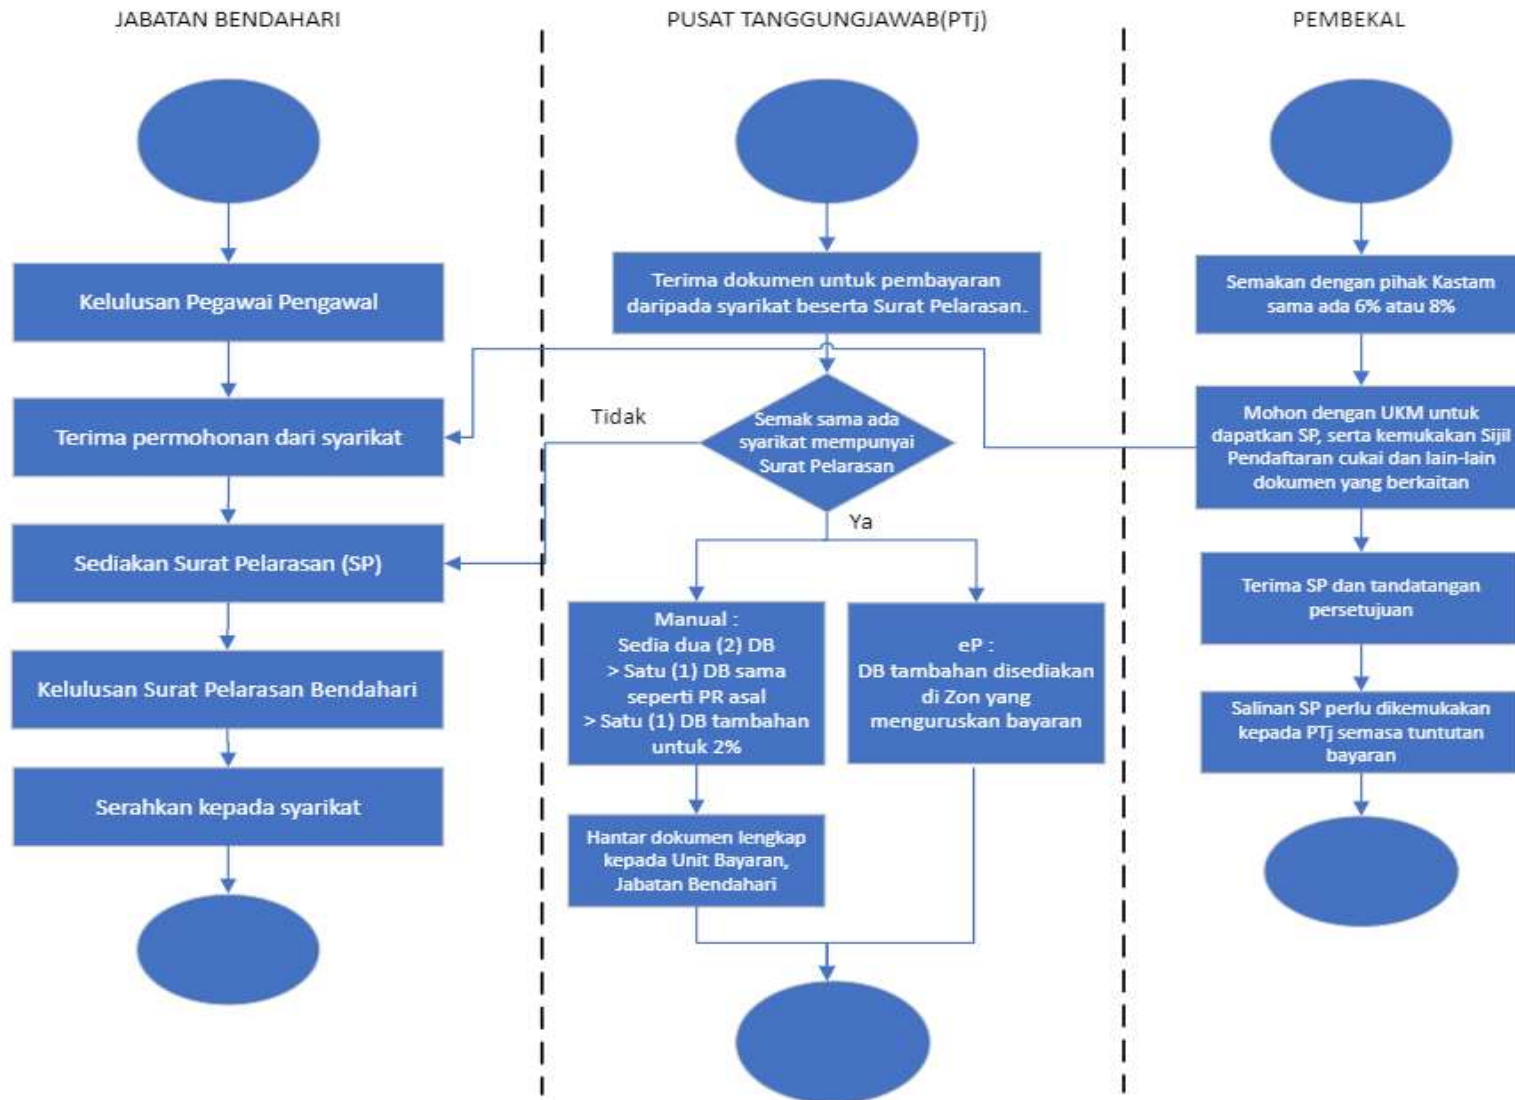 JABATAN BENDAHARI
Kelulusan Pegawai Pengawal
Terima permohonan dari syarikat
Sediakan Surat Pelarasan (SP)
Kelulusan Surat Pelarasan Bendahari
Serahkan kepada syarikat
PUSAT TANGGUNGJAWAB(PTj)
Terima dokumen untuk pembayaran
daripada syarikat beserta Surat Pelarasan.
Semak sama ada
syarikat mempunyai
Surat Pelarasan
Tidak
Ya
Manual :
Sedia dua (2) DB
> Satu (1) DB sama
seperti PR asal
> Satu (1) DB tambahan
untuk 2%
eP :
DB tambahan disediakan
di Zon yang
menguruskan bayaran
Hantar dokumen lengkap
kepada Unit Bayaran,
Jabatan Bendahari
PEMBEKAL
Semakan dengan pihak Kastam
sama ada 6% atau 8%
Mohon dengan UKM untuk
dapatkan SP, serta kemukakan Sijil
Pendaftaran cukai dan lain-lain
dokumen yang berkaitan
Terima SP dan tandatangan
persetujuan
Salinan SP perlu dikemukakan
kepada PTj semasa tuntutan
bayaran